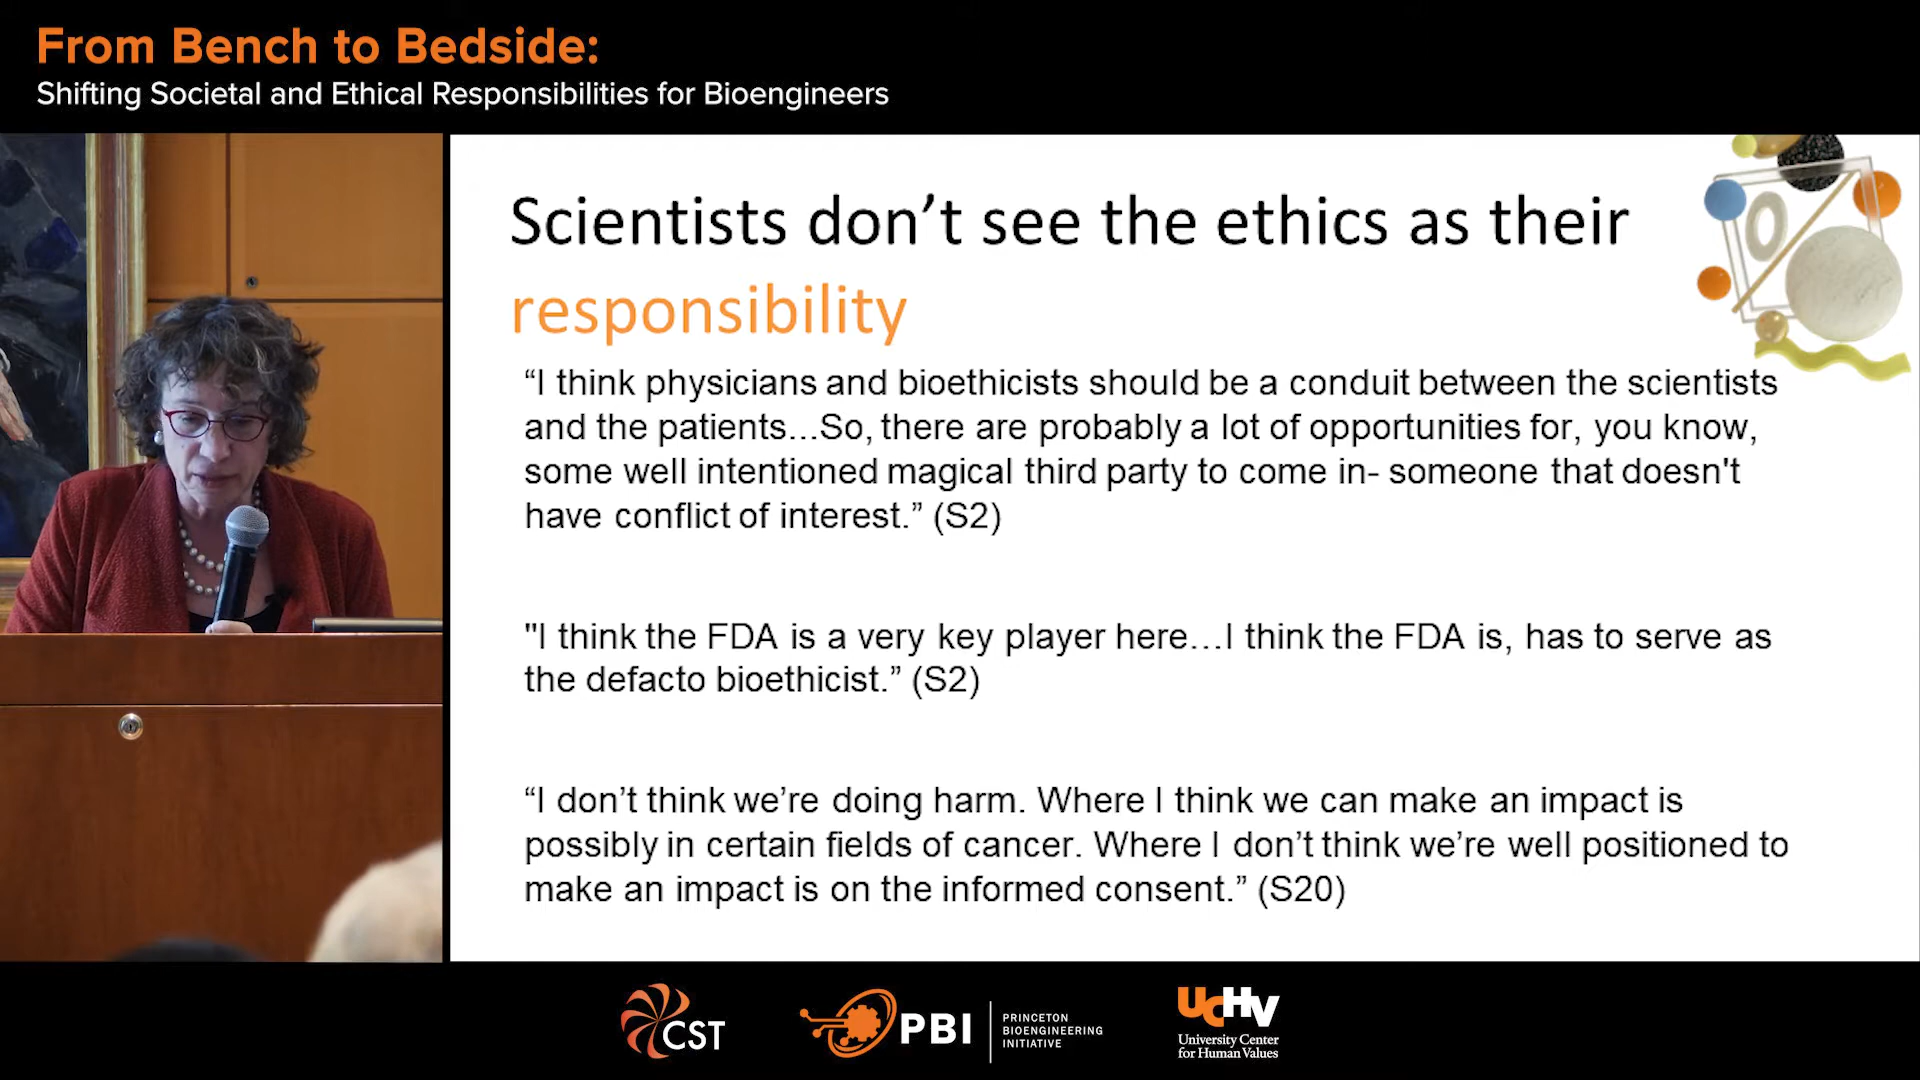 From Bench to Bedside:
Shifting Societal and Ethical Responsibilities for Bioengineers
Scientists don’t see the ethics as their
responsibility
“I think physicians and bioethicists should be a conduit between the scientists
and the patients...So, there are probably a lot of opportunities for, you know,
some well intentioned magical third party to come in- someone that doesn't
have conflict of interest.” (S2)
"I think the FDA is a very key player here…I think the FDA is, has to serve as
the defacto bioethicist.” (S2)
“I don’t think we’re doing harm. Where I think we can make an impact is
possibly in certain fields of cancer. Where I don’t think we’re well positioned to
make an impact is on the informed consent.” (S20)
CST
PBI
PRINCETON
BIOENGINEERING
INITIATIVE
UCHV
University Center
for Human Values